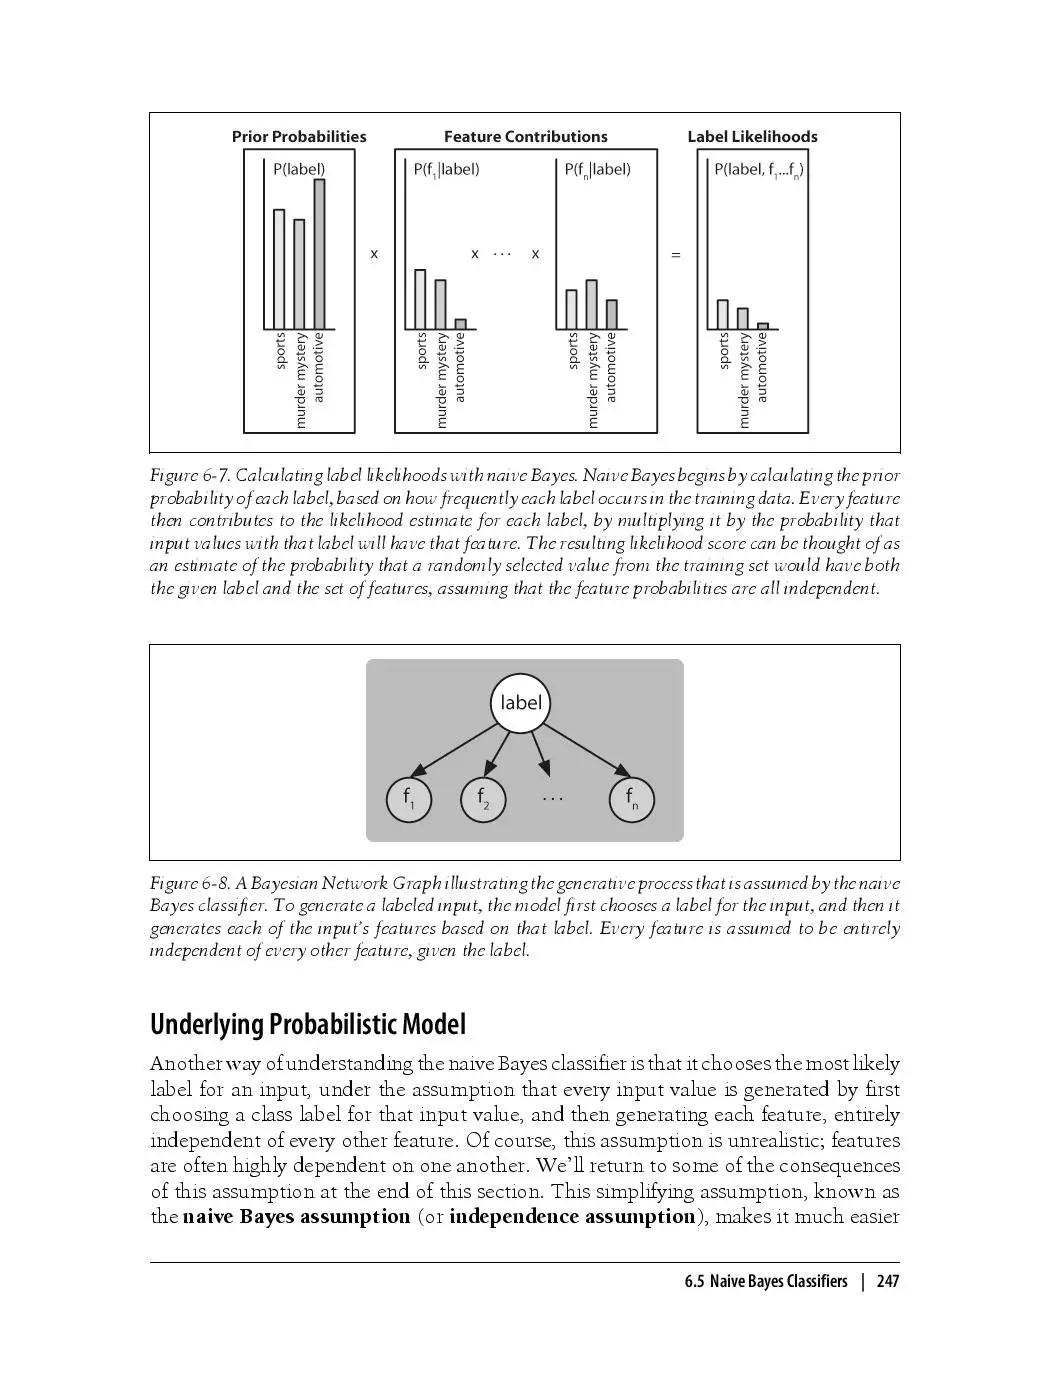 Prior Probabilities Feature Contributions Label Likelihoods
P(label) P(f1|label) P(fn|label) P(label, f1...fn)
x x ... x =
sports
murder mystery
automotive
sports
murder mystery
automotive
sports
murder mystery
automotive
sports
murder mystery
automotive
Figure 6-7. Calculating label likelihoods with naive Bayes. Naive Bayes begins by calculating the prior
probability of each label, based on how frequently each label occurs in the training data. Every feature
then contributes to the likelihood estimate for each label, by multiplying it by the probability that
input values with that label will have that feature. The resulting likelihood score can be thought of as
an estimate of the probability that a randomly selected value from the training set would have both
the given label and the set of features, assuming that the feature probabilities are all independent.
label
f1 f2 ... fn
Figure 6-8. A Bayesian Network Graph illustrating the generative process that is assumed by the naive
Bayes classifier. To generate a labeled input, the model first chooses a label for the input, and then it
generates each of the input's features based on that label. Every feature is assumed to be entirely
independent of every other feature, given the label.
Underlying Probabilistic Model
Another way of understanding the naive Bayes classifier is that it chooses the most likely
label for an input, under the assumption that every input value is generated by first
choosing a class label for that input value, and then generating each feature, entirely
independent of every other feature. Of course, this assumption is unrealistic; features
are often highly dependent on one another. We'll return to some of the consequences
of this assumption at the end of this section. This simplifying assumption, known as
the naive Bayes assumption (or independence assumption), makes it much easier
6.5 Naive Bayes Classifiers | 247